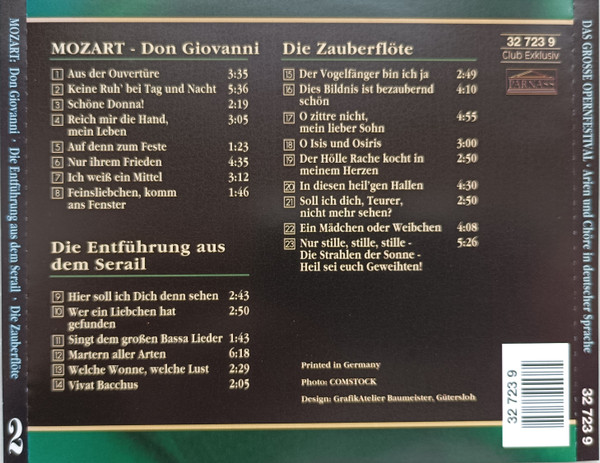 MOZART: Don Giovanni · Die Entführung aus dem Serail · Die Zauberflöte
2
MOZART - Don Giovanni
1 Aus der Ouvertüre 3:35
2 Keine Ruh' bei Tag und Nacht 5:36
3 Schöne Donna! 2:19
4 Reich mir die Hand, 3:05
mein Leben
5 Auf denn zum Feste 1:23
6 Nur ihrem Frieden 4:35
7 Ich weiß ein Mittel 3:12
8 Feinsliebchen, komm 1:46
ans Fenster
Die Entführung aus
dem Serail
9 Hier soll ich Dich denn sehen 2:43
10 Wer ein Liebchen hat 2:50
gefunden
11 Singt dem großen Bassa Lieder 1:43
12 Martern aller Arten 6:18
13 Welche Wonne, welche Lust 2:29
14 Vivat Bacchus 2:05
Die Zauberflöte
15 Der Vogelfänger bin ich ja 2:49
16 Dies Bildnis ist bezaubernd 4:10
schön
17 O zittre nicht, 4:55
mein lieber Sohn
18 O Isis und Osiris 3:00
19 Der Hölle Rache kocht in 2:50
meinem Herzen
20 In diesen heil'gen Hallen 4:30
21 Soll ich dich, Teurer, 2:50
nicht mehr sehen?
22 Ein Mädchen oder Weibchen 4:08
23 Nur stille, stille, stille - 5:26
Die Strahlen der Sonne -
Heil sei euch Geweihten!
Printed in Germany
Photo: COMSTOCK
Design: GrafikAtelier Baumeister, Gütersloh
32 723 9
Club Exklusiv
PARNASS
32 723 9
DAS GROSSE OPERNFESTIVAL · Arien und Chöre in deutscher Sprache
32 723 9